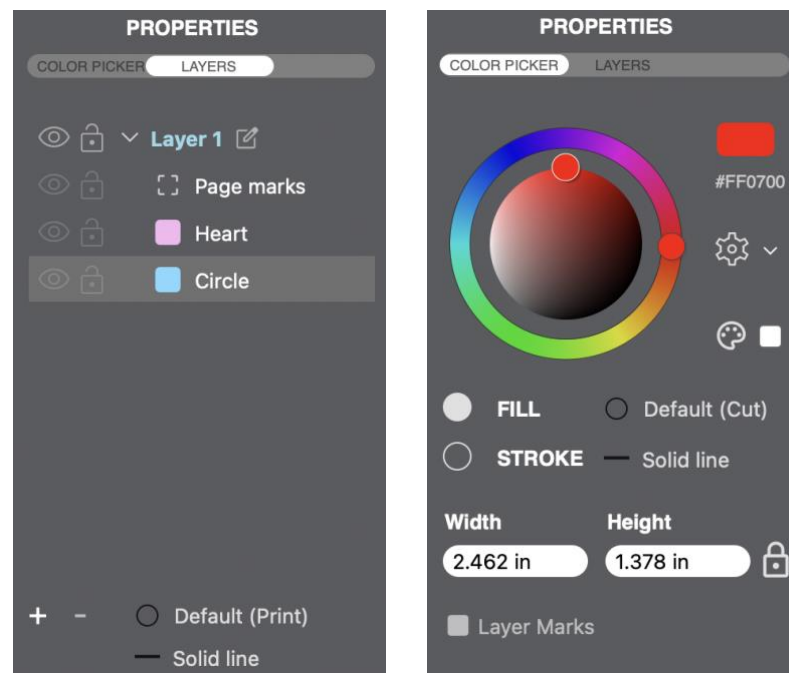 PROPERTIES
COLOR PICKER LAYERS
Layer 1
Page marks
Heart
Circle
+ - Default (Print)
Solid line
PROPERTIES
COLOR PICKER LAYERS
#FF0700
FILL Default (Cut)
STROKE Solid line
Width Height
2.462 in 1.378 in
Layer Marks